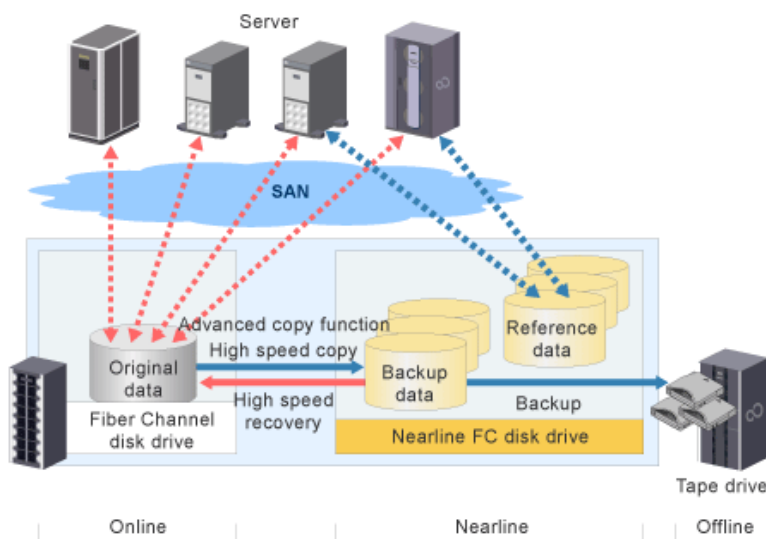 Server
SAN
Advanced copy function
High speed copy
Original
data
Reference
data
Backup
data
High speed
recovery
Backup
Fiber Channel
disk drive
Nearline FC disk drive
Tape drive
Online
Nearline
Offline